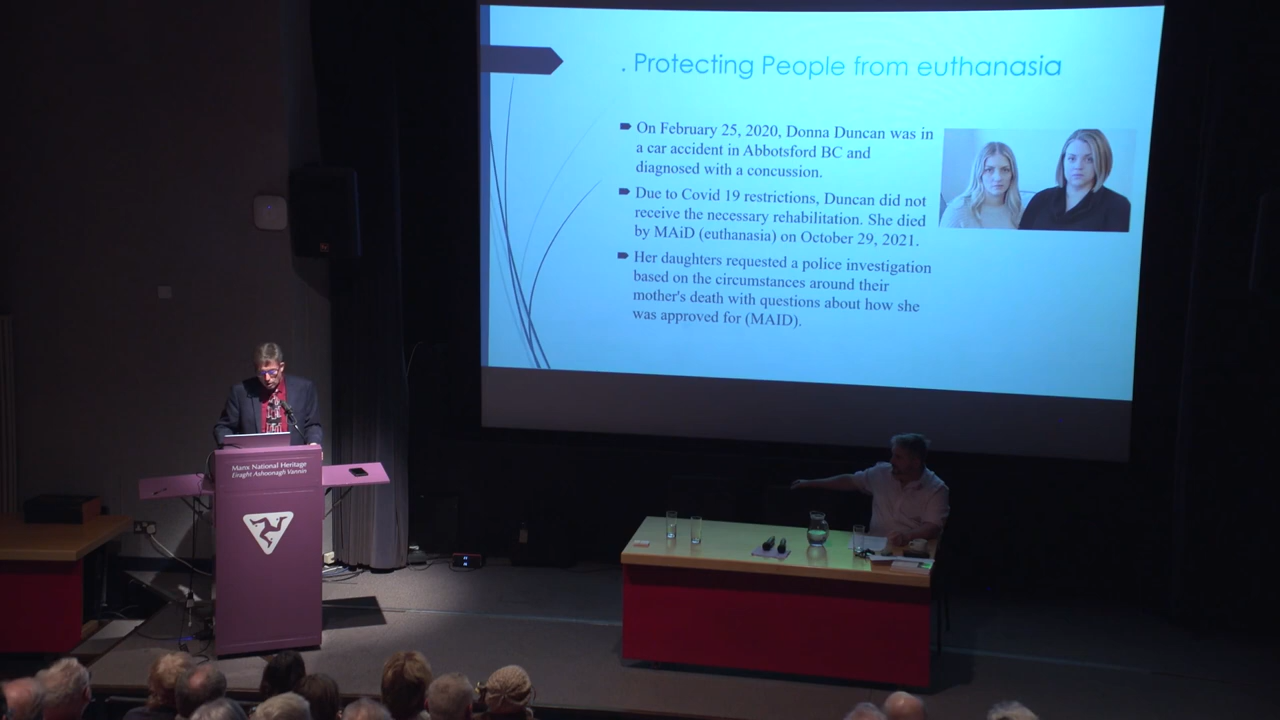 . Protecting People from euthanasia
On February 25, 2020, Donna Duncan was in
a car accident in Abbotsford BC and
diagnosed with a concussion.
Due to Covid 19 restrictions, Duncan did not
receive the necessary rehabilitation. She died
by MAiD (euthanasia) on October 29, 2021.
Her daughters requested a police investigation
based on the circumstances around their
mother's death with questions about how she
was approved for (MAID).
Manx National Heritage
Eiraght Ashoonagh Vannin